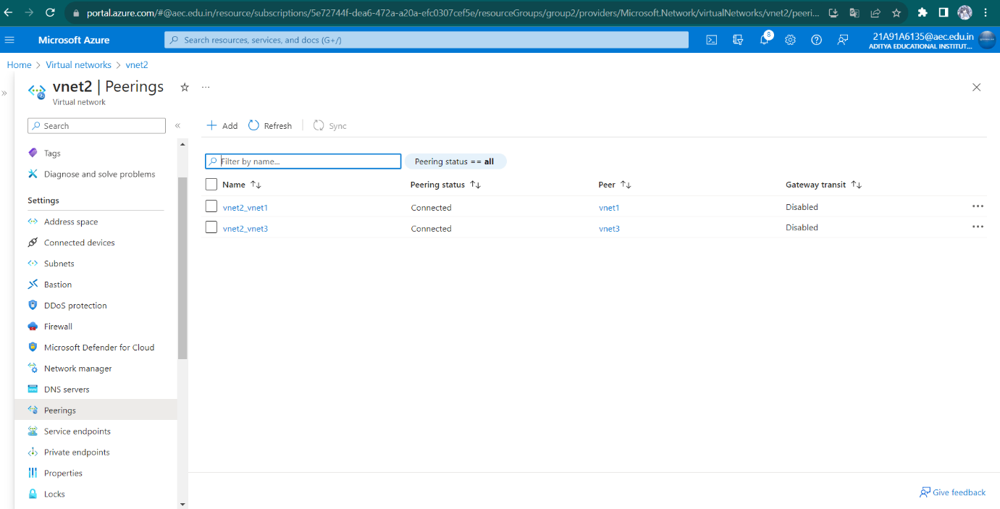 portal.azure.com/#@aec.edu.in/resource/subscriptions/5e72744f-dea6-472a-a20a-efc0307cef5e/resourceGroups/group2/providers/Microsoft.Network/virtualNetworks/vnet2/peeri...
Microsoft Azure
Search resources, services, and docs (G+/)
8
21A91A6135@aec.edu.in
ADITYA EDUCATIONAL INSTITUT...
Home > Virtual networks > vnet2
vnet2 | Peerings
Virtual network
Search
Tags
Diagnose and solve problems
Settings
Address space
Connected devices
Subnets
Bastion
DDoS protection
Firewall
Microsoft Defender for Cloud
Network manager
DNS servers
Peerings
Service endpoints
Private endpoints
Properties
Locks
Add Refresh Sync
Filter by name... Peering status == all
Name Peering status Peer Gateway transit
vnet2_vnet1 Connected vnet1 Disabled
vnet2_vnet3 Connected vnet3 Disabled
Give feedback